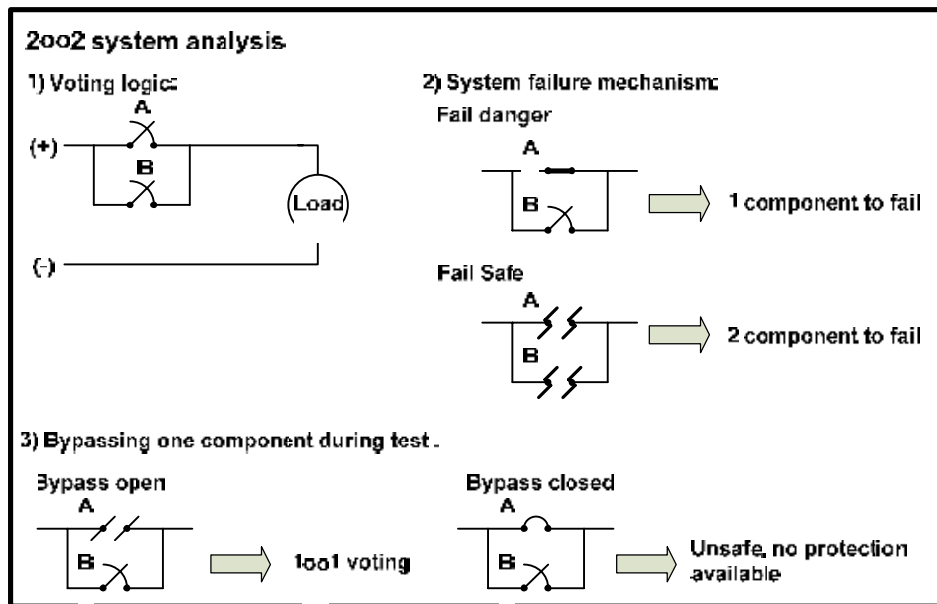 2oo2 system analysis
1) Voting logic:
A
(+)
B
Load
(-)
2) System failure mechanism:
Fail danger
A
B
1 component to fail
Fail Safe
A
B
2 component to fail
3) Bypassing one component during test.
Bypass open
A
B
1oo1 voting
Bypass closed
A
B
Unsafe, no protection
available